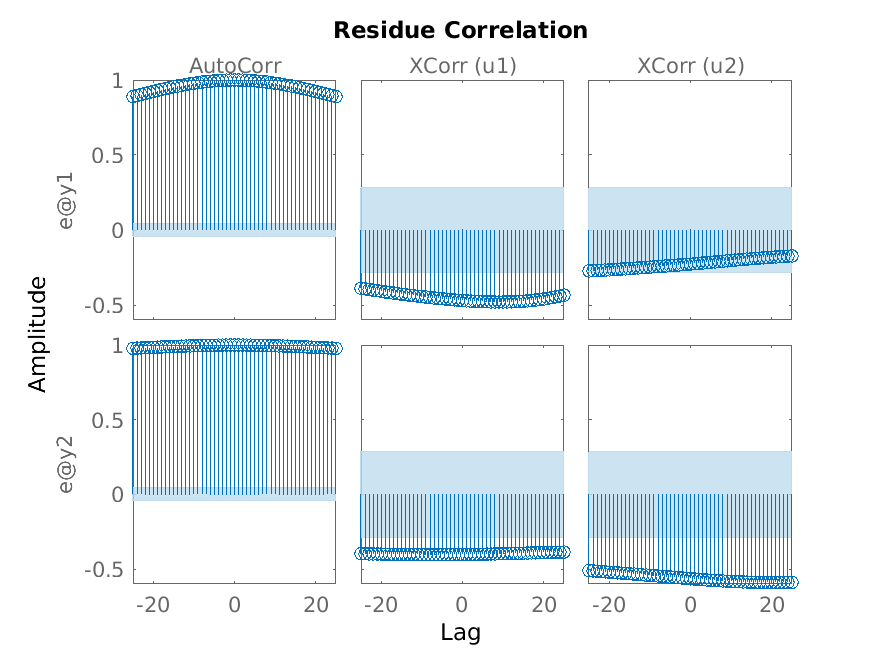 Residue Correlation
AutoCorr
XCorr (u1)
XCorr (u2)
1
0.5
0
-0.5
e@y1
1
0.5
0
-0.5
e@y2
Amplitude
-20 0 20
-20 0 20
-20 0 20
Lag